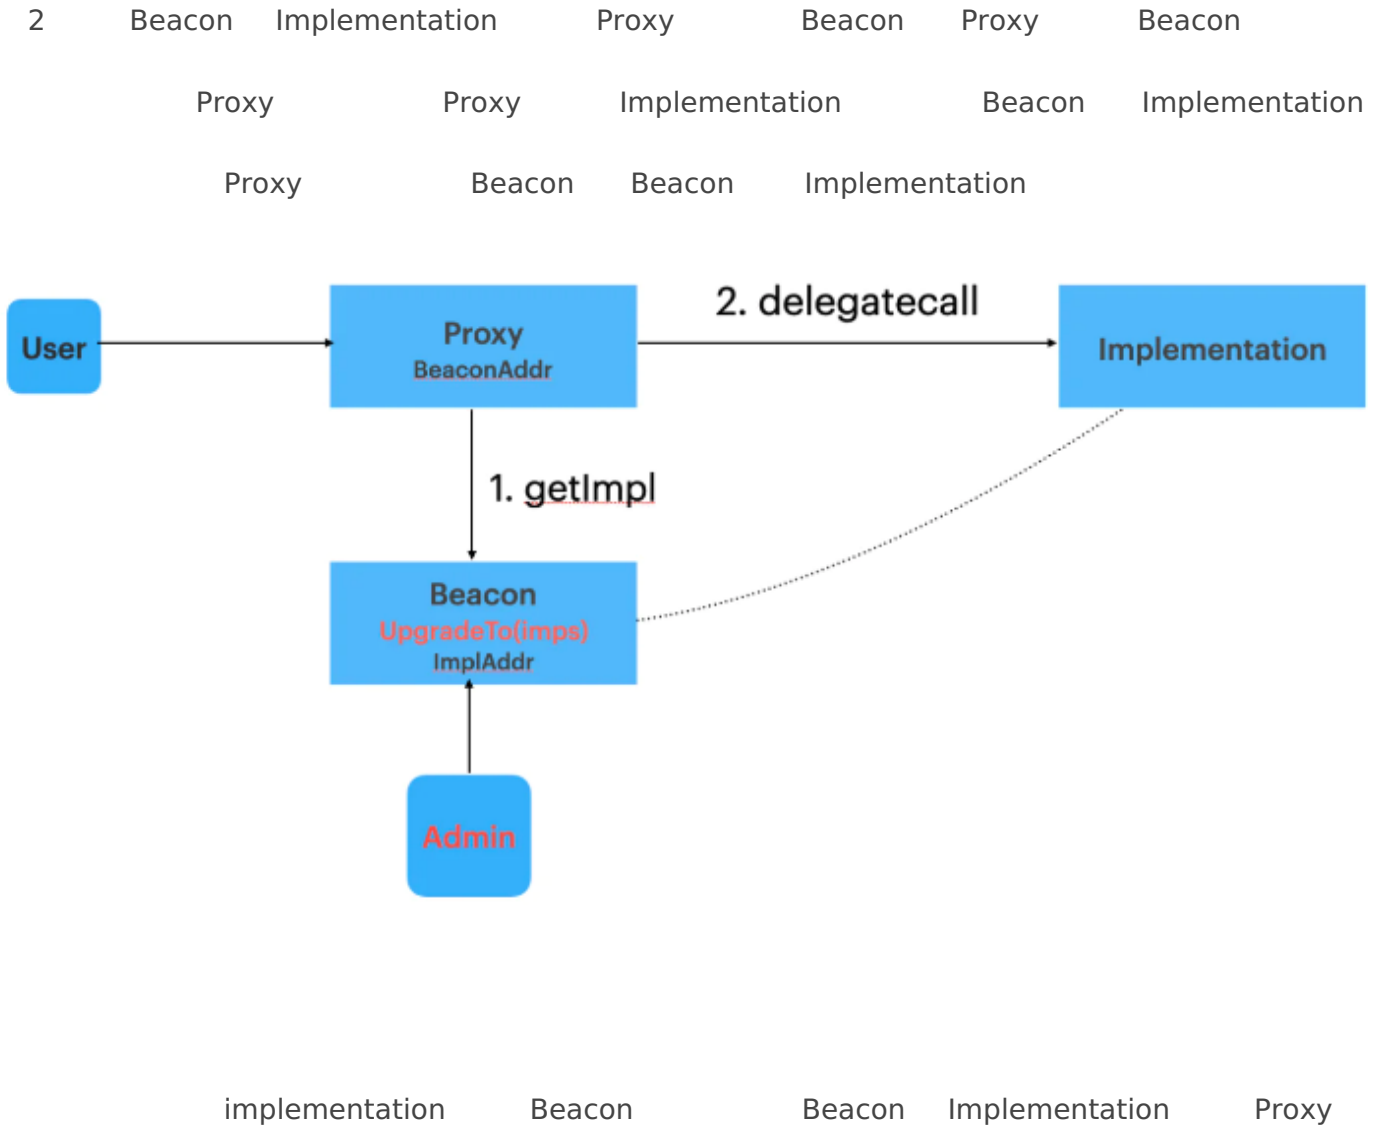 2 Beacon Implementation Proxy Beacon Proxy Beacon
Proxy Proxy Implementation Beacon Implementation
Proxy Beacon Beacon Implementation
2. delegatecall
User
Proxy
BeaconAddr
Implementation
1. getImpl
Beacon
UpgradeTo(imps)
ImplAddr
Admin
implementation Beacon Beacon Implementation Proxy